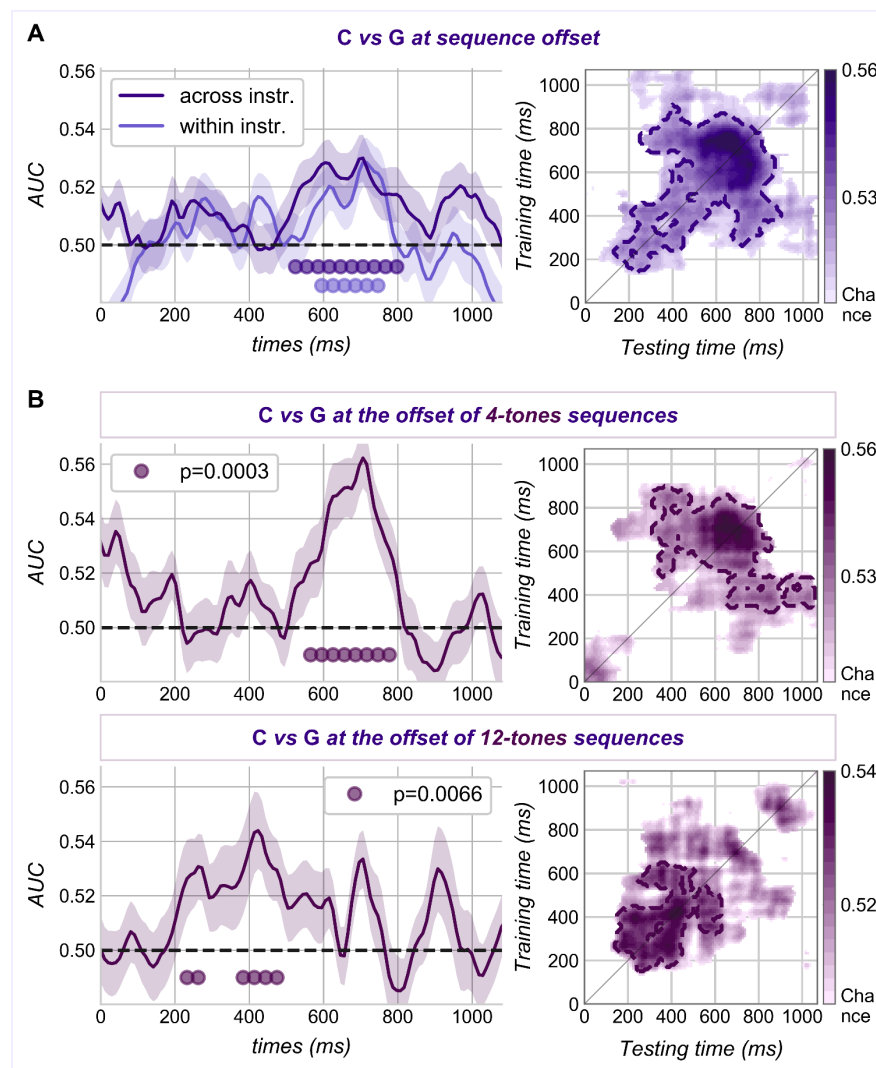 A
C vs G at sequence offset
0.56
0.54
0.52
0.50
AUC
across instr.
within instr.
0 200 400 600 800 1000
times (ms)
1000
800
600
400
200
0
Training time (ms)
0 200 400 600 800 1000
Testing time (ms)
0.56
0.53
Cha
nce
B
C vs G at the offset of 4-tones sequences
0.56
0.54
0.52
0.50
AUC
p=0.0003
0 200 400 600 800 1000
1000
800
600
400
200
0
Training time (ms)
0 200 400 600 800 1000
0.56
0.53
Cha
nce
C vs G at the offset of 12-tones sequences
0.56
0.54
0.52
0.50
AUC
p=0.0066
0 200 400 600 800 1000
times (ms)
1000
800
600
400
200
0
Training time (ms)
0 200 400 600 800 1000
Testing time (ms)
0.54
0.52
Cha
nce